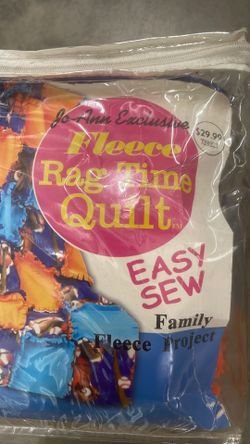 Jo-Ann Exclusive
$29.99
Fleece
Rag Time
Quilt
EASY
SEW
Family
Fleece Project